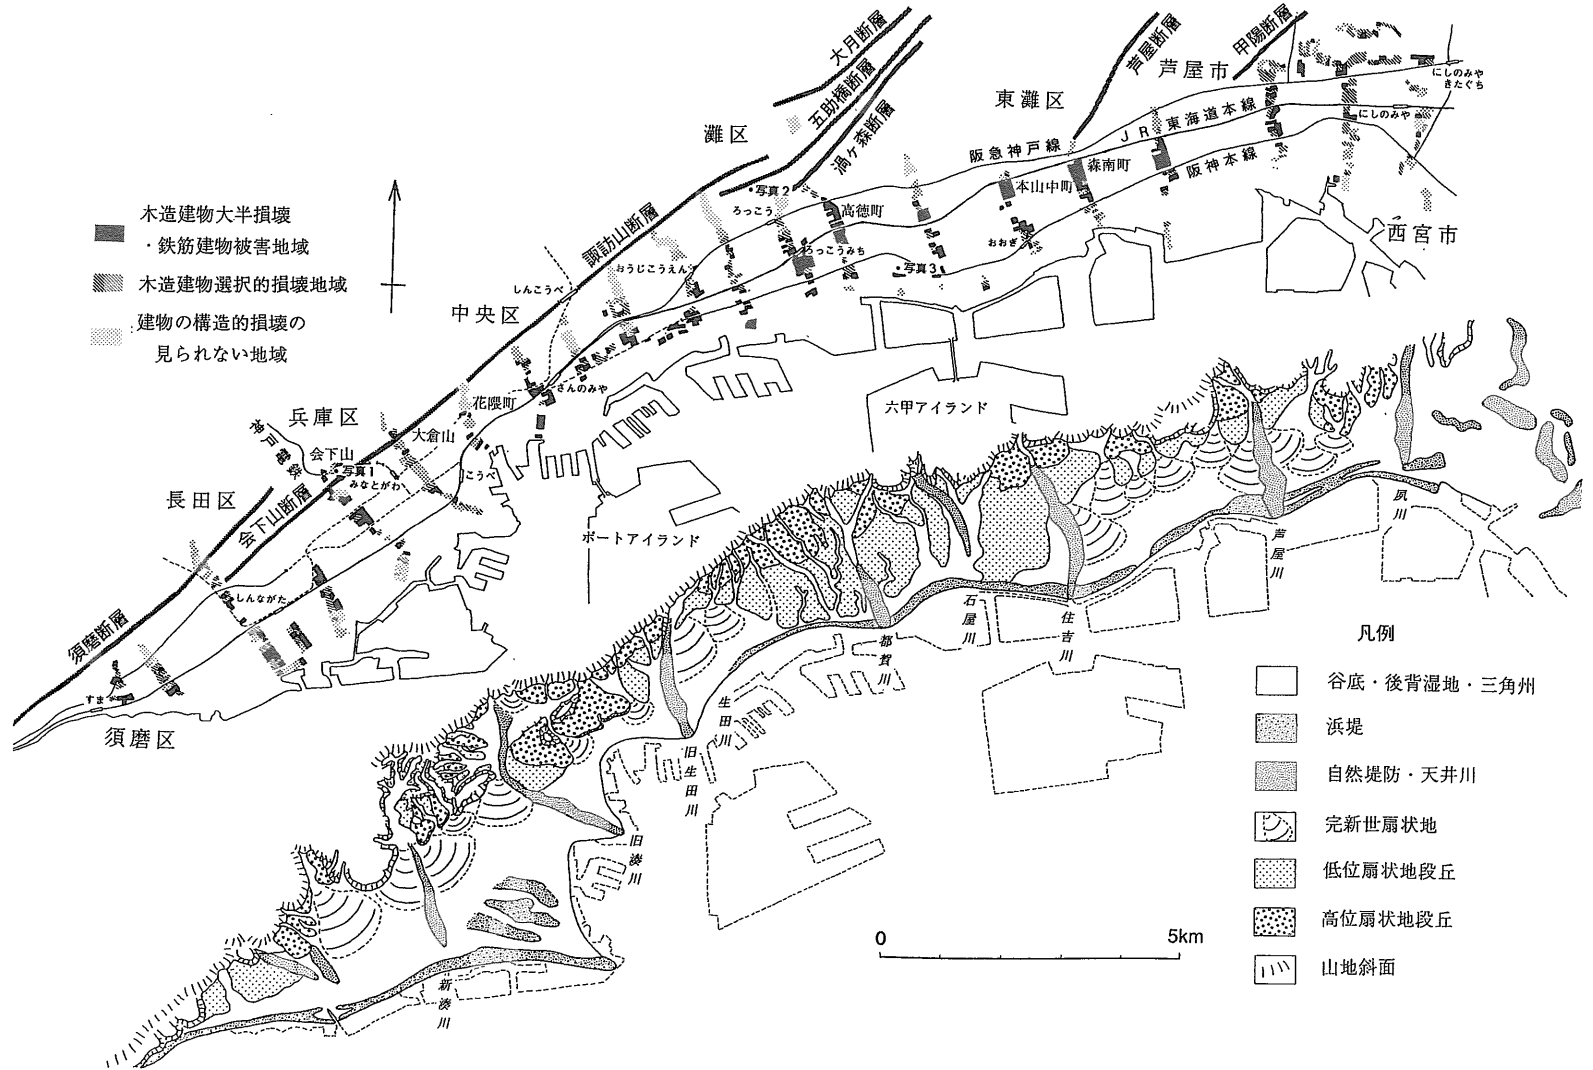 大月断層
五助橋断層
渦ヶ森断層
芦屋断層
甲陽断層
芦屋市
東灘区
灘区
にしのみや
きたぐち
にしのみや
JR東海道本線
阪急神戸線
阪神本線
森南町
本山中町
西宮市
・写真2
ろっこう
高徳町
おおぎ
ろっこうみち
・写真3
諏訪山断層
おうじこうえん
しんこうべ
中央区
さんのみや
花隈町
六甲アイランド
木造建物大半損壊
・鉄筋建物被害地域
木造建物選択的損壊地域
建物の構造的損壊の
見られない地域
兵庫区
大倉山
神戸電鉄
会下山
・写真1
みなとがわ
こうべ
長田区
会下山断層
ポートアイランド
しんながた
須磨断層
すま
須磨区
夙川
芦屋川
住吉川
石屋川
都賀川
生田川
旧生田川
旧湊川
新湊川
凡例
谷底・後背湿地・三角州
浜堤
自然堤防・天井川
完新世扇状地
低位扇状地段丘
高位扇状地段丘
山地斜面
0 5km